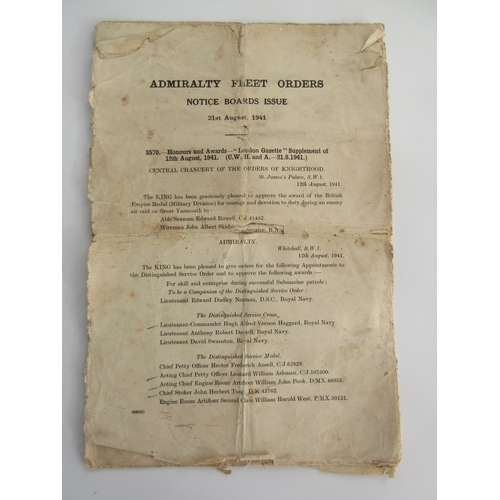 ADMIRALTY FLEET ORDERS
NOTICE BOARDS ISSUE
21st August, 1941
3576.—Honours and Awards—"London Gazette" Supplement of
12th August, 1941. (C.W., H. and A.—21.8.1941.)
CENTRAL CHANCERY OF THE ORDERS OF KNIGHTHOOD.
St. James's Palace, S.W.1.
12th August, 1941.
The KING has been graciously pleased to approve the award of the British
Empire Medal (Military Division) for courage and devotion to duty during an enemy
air raid on Great Yarmouth to
Able Seaman Edward Rowell, C.J.81482.
Wireman John Albert
ADMIRALTY.
Whitehall, S.W.1.
12th August, 1941.
The KING has been pleased to give orders for the following Appointments to
the Distinguished Service Order and to approve the following awards :—
For skill and enterprise during successful Submarine patrols :
To be a Companion of the Distinguished Service Order :
Lieutenant Edward Dudley Norman, D.S.C., Royal Navy.
The Distinguished Service Cross.
Lieutenant-Commander Hugh Alfred Vernon Haggard, Royal Navy
Lieutenant Anthony Robert Daniell, Royal Navy.
Lieutenant David Swanston, Royal Navy.
The Distinguished Service Medal.
Chief Petty Officer Hector Frederick Ansell, C/J.62829.
Acting Chief Petty Officer Leonard William Ashman, C/J.107500.
Acting Chief Engine Room Artificer William John Pook, D/MX.46955.
Chief Stoker John Herbert Tong, D/K.63762.
Engine Room Artificer Second Class William Harold West, P/MX.50131.